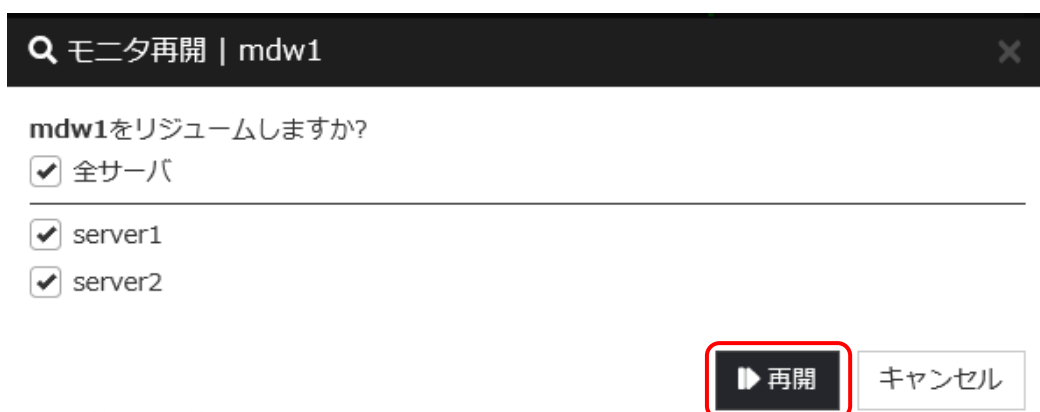 モニタ再開 | mdw1
mdw1をリジュームしますか?
全サーバ
server1
server2
再開
キャンセル